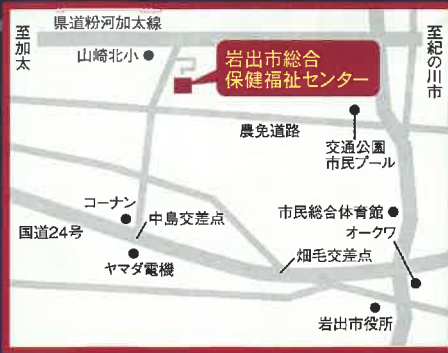 県道粉河加太線
至加太
至紀の川市
山崎北小
岩出市総合
保健福祉センター
農免道路
交通公園
市民プール
コーナン
中島交差点
市民総合体育館
オークワ
国道24号
ヤマダ電機
畑毛交差点
岩出市役所